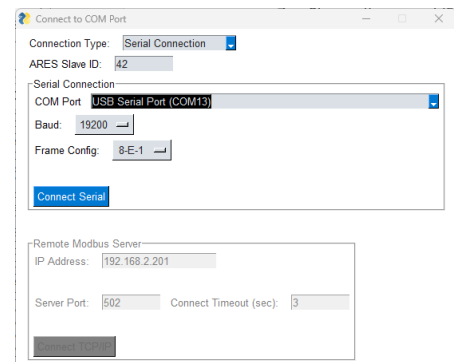 Connect to COM Port
Connection Type: Serial Connection
ARES Slave ID: 42
Serial Connection
COM Port USB Serial Port (COM13)
Baud: 19200
Frame Config: 8-E-1
Connect Serial
Remote Modbus Server
IP Address: 192.168.2.201
Server Port: 502 Connect Timeout (sec): 3
Connect TCP/IP